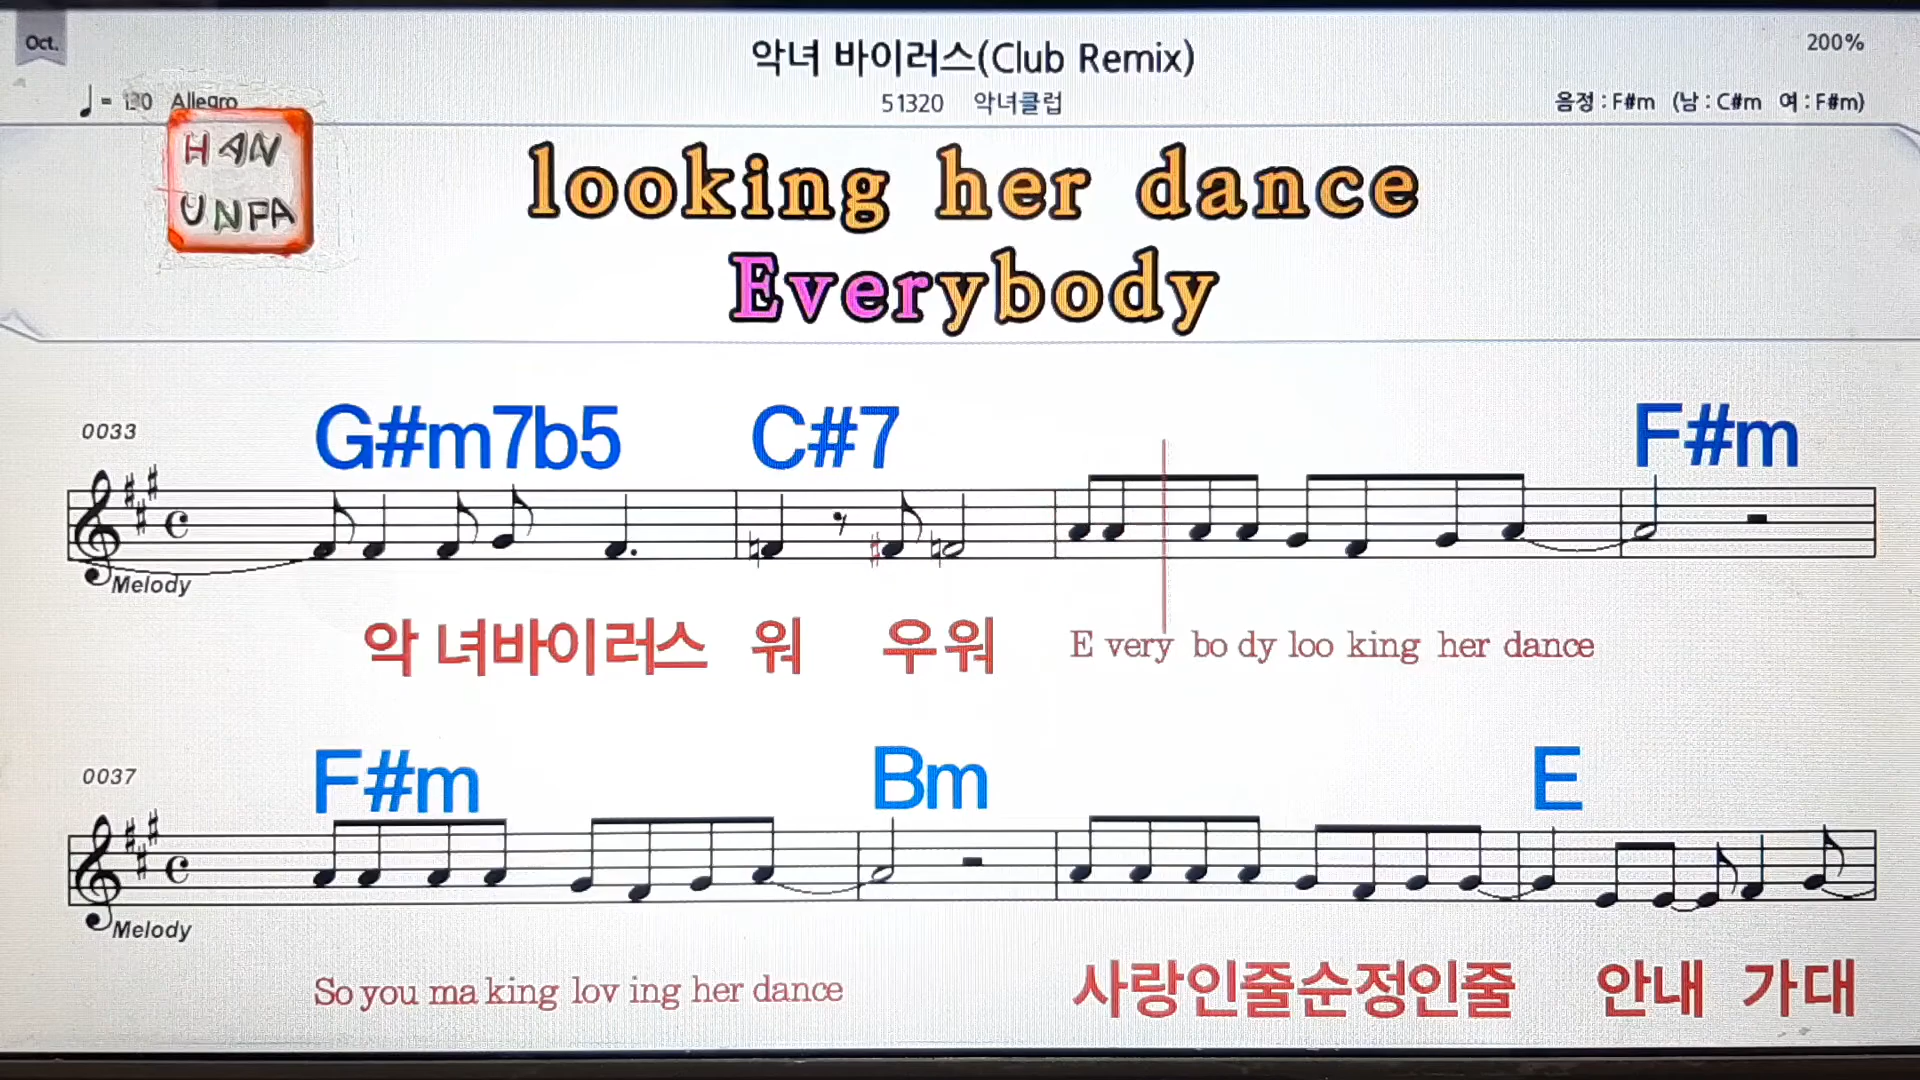 Oct.
악녀 바이러스(Club Remix)
200%
♩ = 130 Allegro
51320 악녀클럽
음정 : F#m (남 : C#m 여 : F#m)
HAN
UNPA
looking her dance
Everybody
0033
G#m7b5 C#7 F#m
Melody
악 녀바이러스 워 우워 E very bo dy loo king her dance
0037
F#m Bm E
Melody
So you ma king lov ing her dance 사랑인줄순정인줄 안내 가대